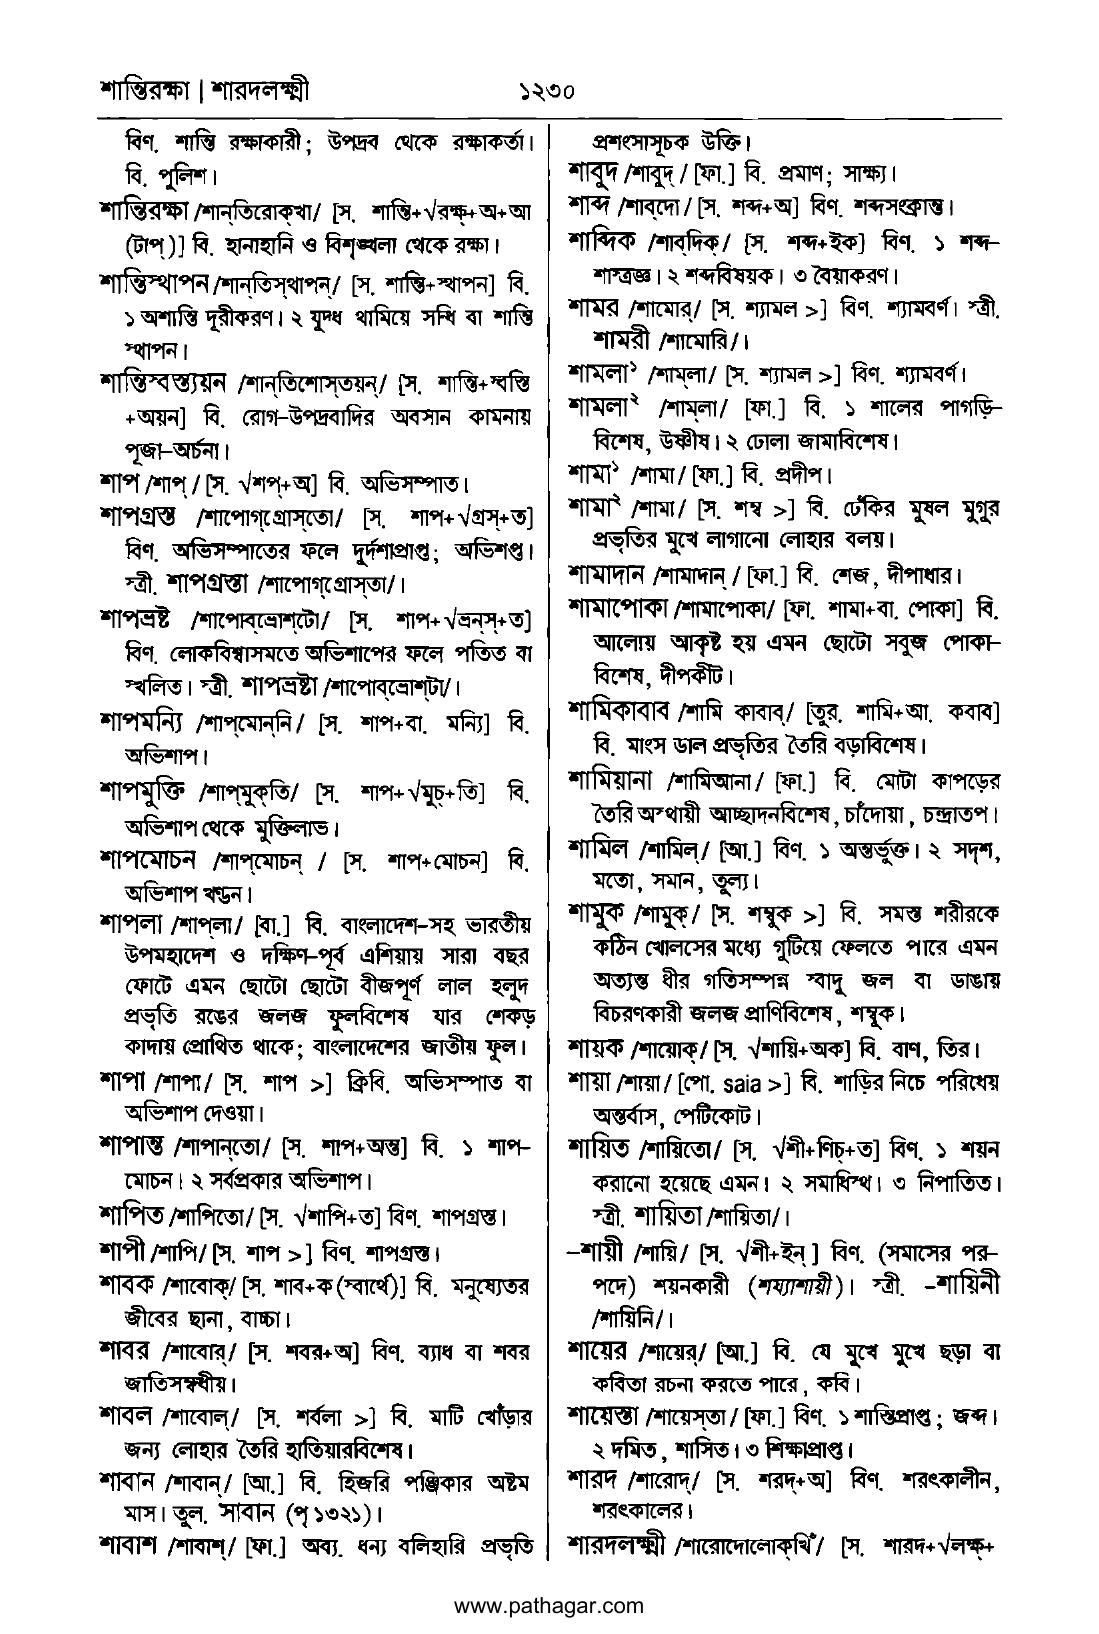 শান্তিরক্ষা | শারদলক্ষ্মী
১২৩০
বিণ. শান্তি রক্ষাকারী; উপদ্রব থেকে রক্ষাকর্তা।
বি. পুলিশ।
শান্তিরক্ষা /শান্‌তিরোক্‌খা/ [স. শান্তি+√রক্ষ্+অ+আ
(টাপ্)] বি. হানাহানি ও বিশৃঙ্খলা থেকে রক্ষা।
শান্তিস্থাপন /শান্‌তিস্‌থাপন্/ [স. শান্তি+স্থাপন] বি.
১ অশান্তি দূরীকরণ। ২ যুদ্ধ থামিয়ে সন্ধি বা শান্তি
স্থাপন।
শান্তিস্বস্ত্যয়ন /শান্‌তিশোস্‌তয়ন্/ [স. শান্তি+স্বস্তি
+অয়ন] বি. রোগ-উপদ্রবাদির অবসান কামনায়
পূজা-অর্চনা।
শাপ /শাপ্/ [স. √শপ্+অ] বি. অভিসম্পাত।
শাপগ্রস্ত /শাপোগ্‌গ্রোস্‌তো/ [স. শাপ+√গ্রস্+ত]
বিণ. অভিসম্পাতের ফলে দুর্দশাপ্রাপ্ত; অভিশপ্ত।
স্ত্রী. শাপগ্রস্তা /শাপোগ্‌গ্রোস্‌তা/।
শাপভ্রষ্ট /শাপোব্‌ভ্রোশ্‌টো/ [স. শাপ+√ভ্রন্‌স্+ত]
বিণ. লোকবিশ্বাসমতে অভিশাপের ফলে পতিত বা
স্খলিত। স্ত্রী. শাপভ্রষ্টা /শাপোব্‌ভ্রোশ্‌টা/।
শাপমন্যি /শাপ্‌মোন্‌নি/ [স. শাপ+বা. মন্যি] বি.
অভিশাপ।
শাপমুক্তি /শাপ্‌মুক্‌তি/ [স. শাপ+√মুচ্+তি] বি.
অভিশাপ থেকে মুক্তিলাভ।
শাপমোচন /শাপ্‌মোচন্ / [স. শাপ+মোচন] বি.
অভিশাপ খণ্ডন।
শাপলা /শাপ্‌লা/ [বা.] বি. বাংলাদেশ-সহ ভারতীয়
উপমহাদেশ ও দক্ষিণ-পূর্ব এশিয়ায় সারা বছর
ফোটে এমন ছোটো ছোটো বীজপূর্ণ লাল হলুদ
প্রভৃতি রঙের জলজ ফুলবিশেষ যার শেকড়
কাদায় প্রোথিত থাকে; বাংলাদেশের জাতীয় ফুল।
শাপা /শাপা/ [স. শাপ >] ক্রিবি. অভিসম্পাত বা
অভিশাপ দেওয়া।
শাপান্ত /শাপান্‌তো/ [স. শাপ+অন্ত] বি. ১ শাপ-
মোচন। ২ সর্বপ্রকার অভিশাপ।
শাপিত /শাপিতো/ [স. √শাপি+ত] বিণ. শাপগ্রস্ত।
শাপী /শাপি/ [স. শাপ >] বিণ. শাপগ্রস্ত।
শাবক /শাবোক্/ [স. শাব+ক(স্বার্থে)] বি. মনুষ্যেতর
জীবের ছানা, বাচ্চা।
শাবর /শাবোর্/ [স. শবর+অ] বিণ. ব্যাধ বা শবর
জাতিসম্বন্ধীয়।
শাবল /শাবোল্/ [স. শর্বলা >] বি. মাটি খোঁড়ার
জন্য লোহার তৈরি হাতিয়ারবিশেষ।
শাবান /শাবান্/ [আ.] বি. হিজরি পঞ্জিকার অষ্টম
মাস। তুল. সাবান (পৃ ১৩২১)।
শাবাশ /শাবাশ্/ [ফা.] অব্য. ধন্য বলিহারি প্রভৃতি
প্রশংসাসূচক উক্তি।
শাবুদ /শাবুদ্ / [ফা.] বি. প্রমাণ; সাক্ষ্য।
শাব্দ /শাব্‌দো/ [স. শব্দ+অ] বিণ. শব্দসংক্রান্ত।
শাব্দিক /শাব্‌দিক্/ [স. শব্দ+ইক] বিণ. ১ শব্দ-
শাস্ত্রজ্ঞ। ২ শব্দবিষয়ক। ৩ বৈয়াকরণ।
শামর /শামোর্/ [স. শ্যামল >] বিণ. শ্যামবর্ণ। স্ত্রী.
শামরী /শামোরি/।
শামলা১ /শাম্‌লা/ [স. শ্যামল >] বিণ. শ্যামবর্ণ।
শামলা২ /শাম্‌লা/ [ফা.] বি. ১ শালের পাগড়ি-
বিশেষ, উষ্ণীষ। ২ ঢোলা জামাবিশেষ।
শামা১ /শামা/ [ফা.] বি. প্রদীপ।
শামা২ /শামা/ [স. শম্ব >] বি. ঢেঁকির মুষল মুগুর
প্রভৃতির মুখে লাগানো লোহার বলয়।
শামাদান /শামাদান্ / [ফা.] বি. শেজ, দীপাধার।
শামাপোকা /শামাপোকা/ [ফা. শামা+বা. পোকা] বি.
আলোয় আকৃষ্ট হয় এমন ছোটো সবুজ পোকা-
বিশেষ, দীপকীট।
শামিকাবাব /শামি কাবাব্/ [তুর. শামি+আ. কবাব]
বি. মাংস ডাল প্রভৃতির তৈরি বড়াবিশেষ।
শামিয়ানা /শামিআনা/ [ফা.] বি. মোটা কাপড়ের
তৈরি অস্থায়ী আচ্ছাদনবিশেষ, চাঁদোয়া, চন্দ্রাতপ।
শামিল /শামিল্/ [আ.] বিণ. ১ অন্তর্ভুক্ত। ২ সদৃশ,
মতো, সমান, তুল্য।
শামুক /শামুক্/ [স. শম্বুক >] বি. সমস্ত শরীরকে
কঠিন খোলসের মধ্যে গুটিয়ে ফেলতে পারে এমন
অত্যন্ত ধীর গতিসম্পন্ন স্বাদু জল বা ডাঙায়
বিচরণকারী জলজ প্রাণিবিশেষ, শম্বুক।
শায়ক /শায়োক্/ [স. √শায়ি+অক] বি. বাণ, তির।
শায়া /শায়া/ [পো. saia >] বি. শাড়ির নিচে পরিধেয়
অন্তর্বাস, পেটিকোট।
শায়িত /শায়িতো/ [স. √শী+ণিচ্+ত] বিণ. ১ শয়ন
করানো হয়েছে এমন। ২ সমাধিস্থ। ৩ নিপাতিত।
স্ত্রী. শায়িতা /শায়িতা/।
-শায়ী /শায়ি/ [স. √শী+ইন্ ] বিণ. (সমাসের পর-
পদে) শয়নকারী (শয্যাশায়ী)। স্ত্রী. -শায়িনী
/শায়িনি/।
শায়ের /শায়ের্/ [আ.] বি. যে মুখে মুখে ছড়া বা
কবিতা রচনা করতে পারে, কবি।
শায়েস্তা /শায়েস্‌তা/ [ফা.] বিণ. ১ শাস্তিপ্রাপ্ত; জব্দ।
২ দমিত, শাসিত। ৩ শিক্ষাপ্রাপ্ত।
শারদ /শারোদ্/ [স. শরদ্+অ] বিণ. শরৎকালীন,
শরৎকালের।
শারদলক্ষ্মী /শারোদোলোক্‌খিঁ/ [স. শারদ+√লক্ষ্+
www.pathagar.com